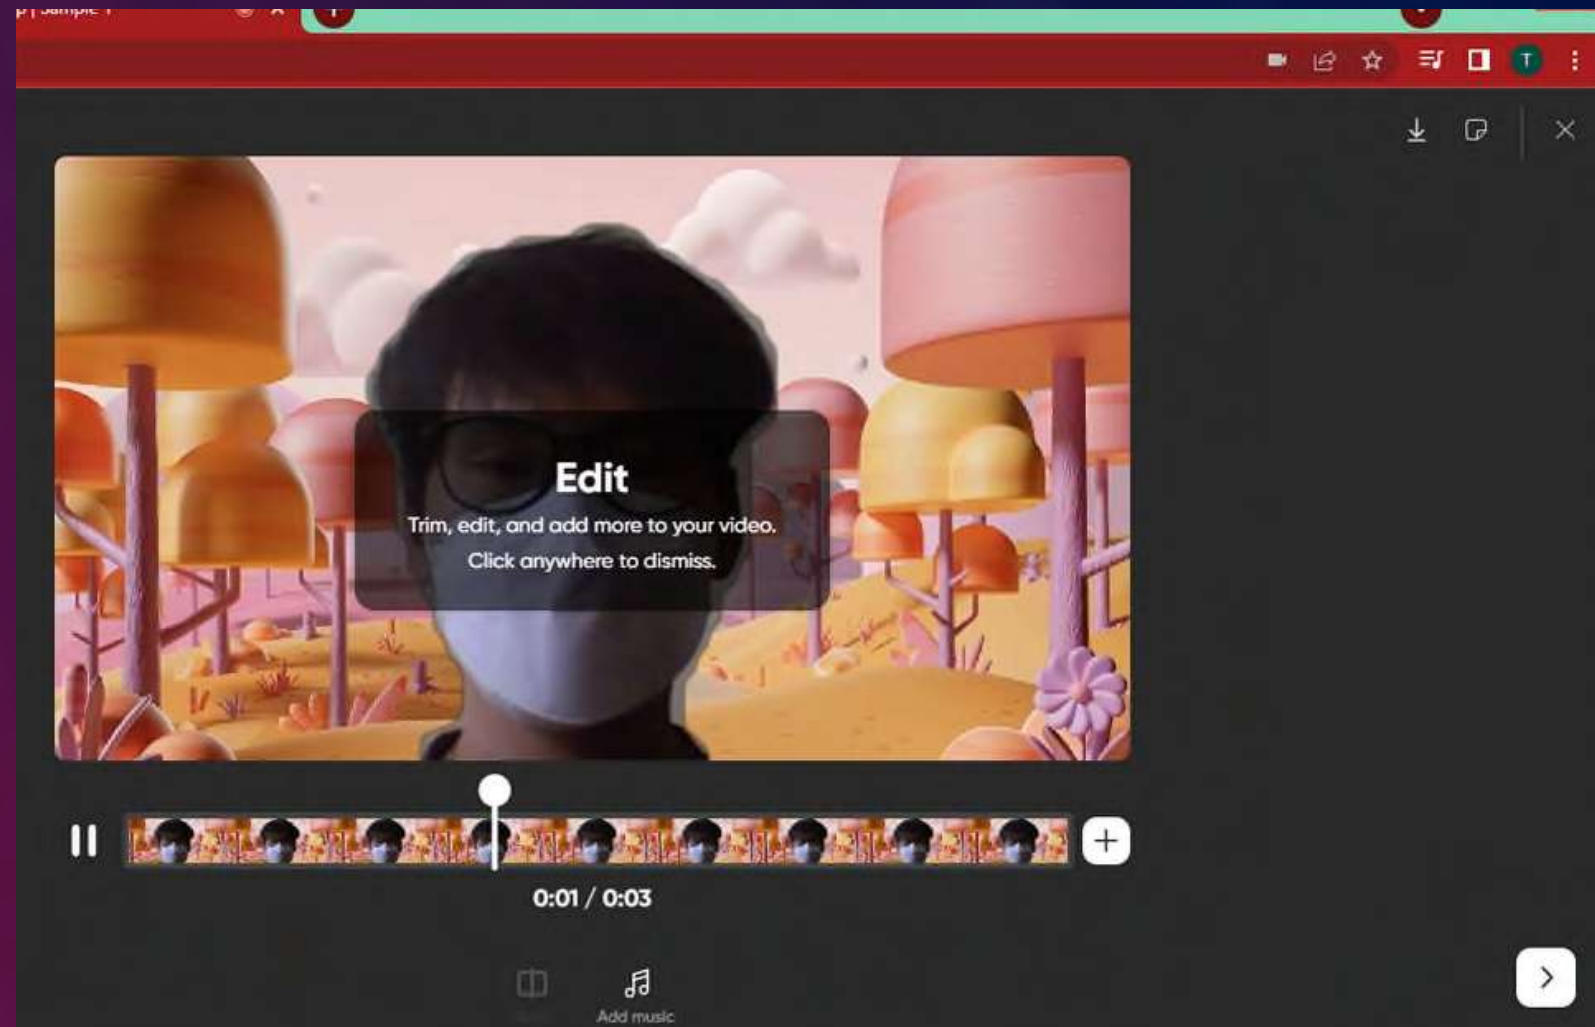 Sample
T
Edit
Trim, edit, and add more to your video.
Click anywhere to dismiss.
0:01 / 0:03
Add music